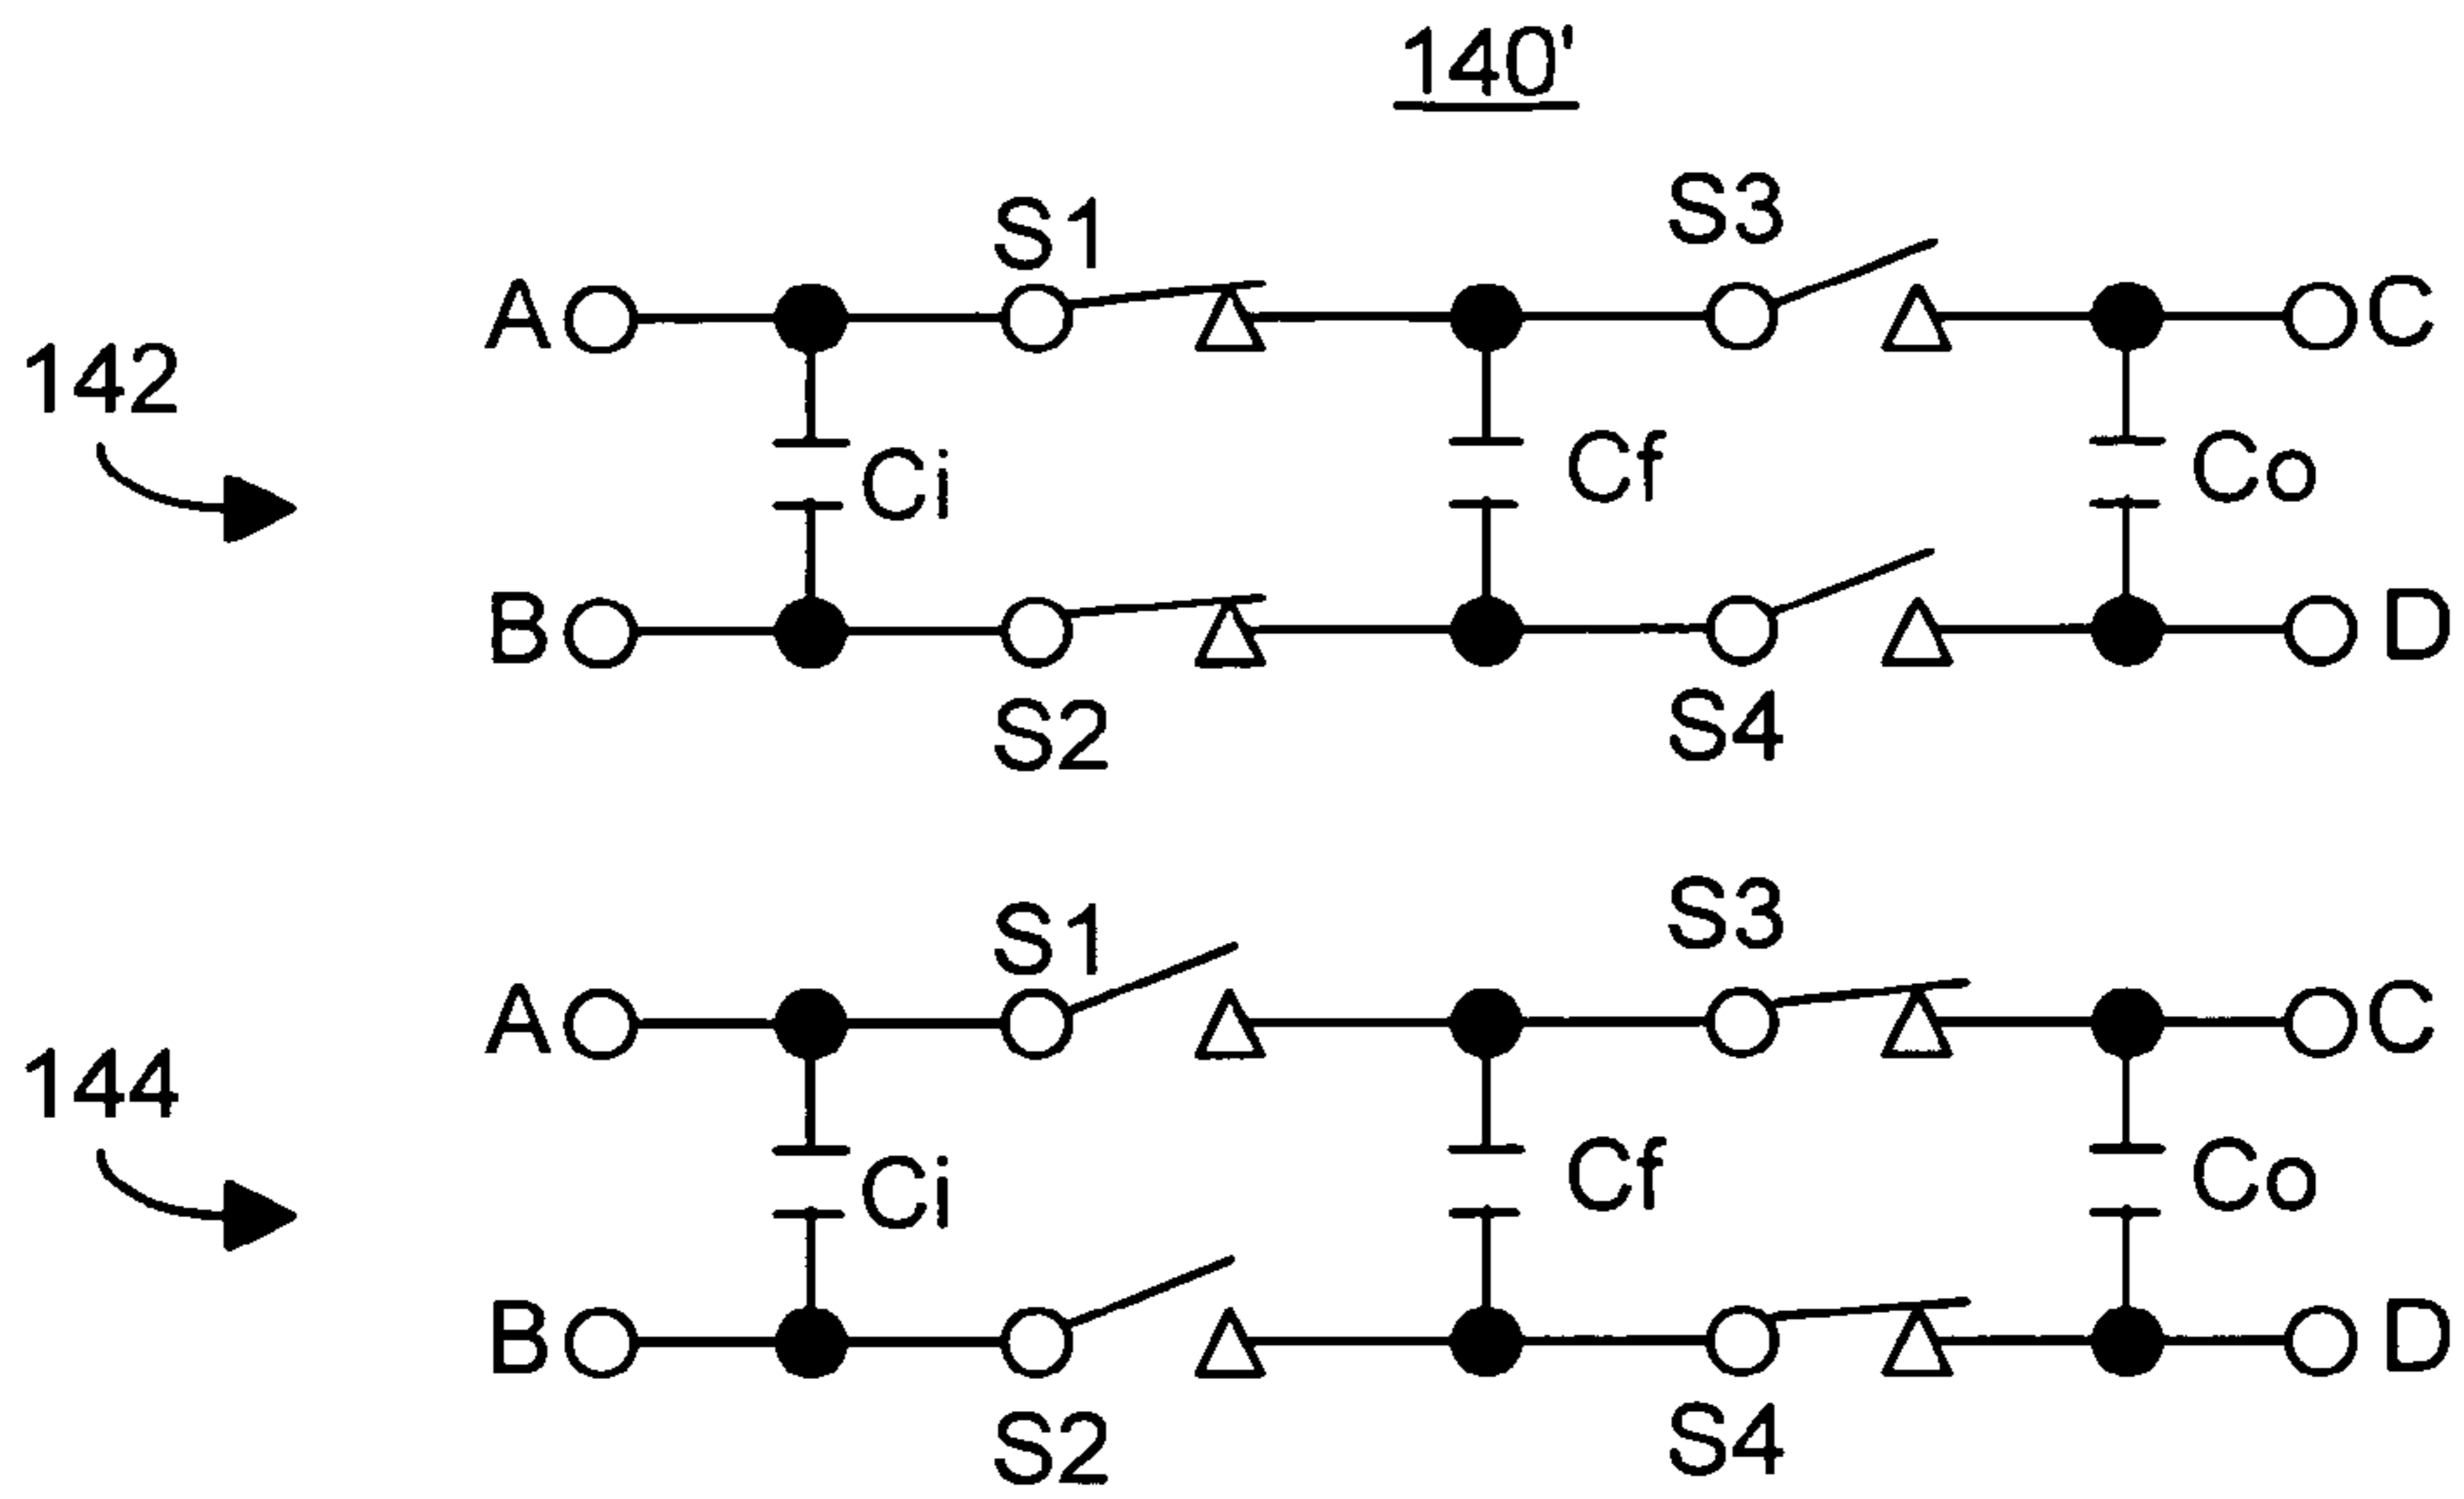 140'
S1 S3
A C
142
Ci Cf Co
B D
S2 S4
S1 S3
A C
144
Ci Cf Co
B D
S2 S4